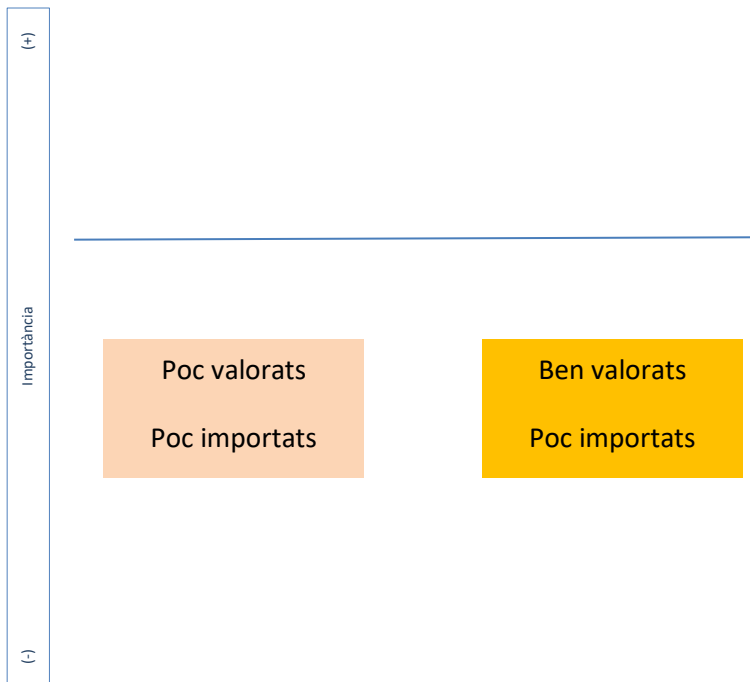 (+)
Importància
(-)
Poc valorats
Poc importats
Ben valorats
Poc importats